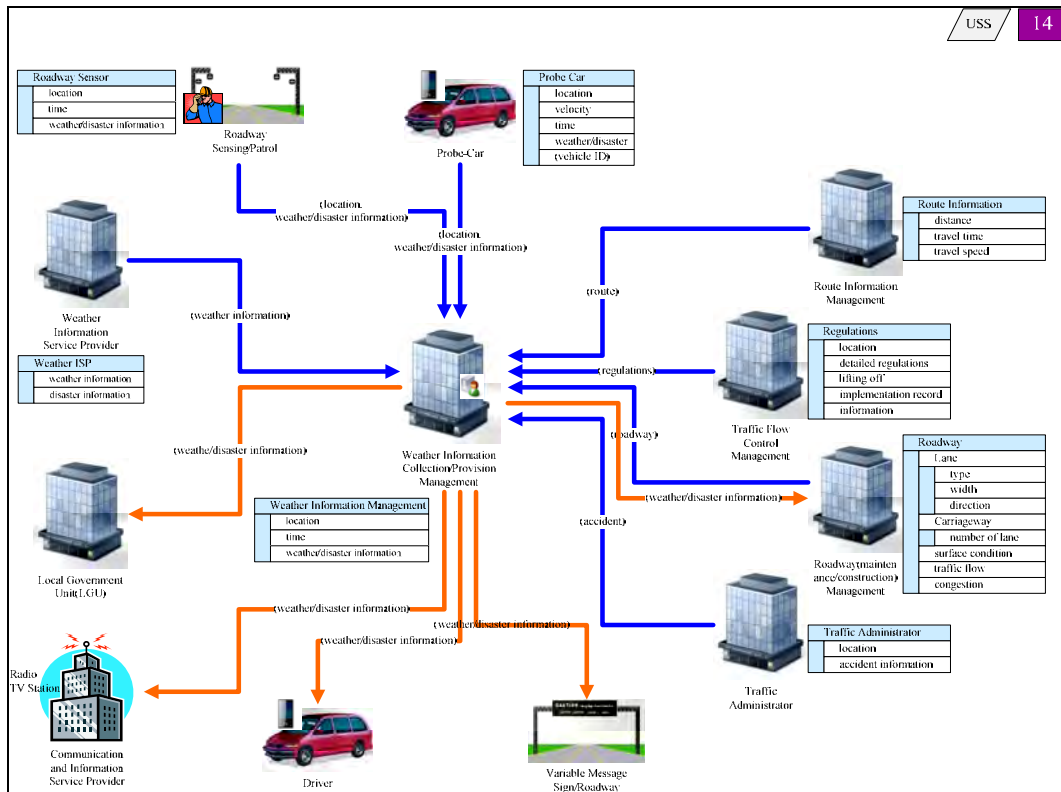 USS
14
Roadway Sensor
location
time
weather/disaster information
Roadway
Sensing/Patrol
Probe-Car
Probe Car
location
velocity
time
weather/disaster
(vehicle ID)
(location,
weather/disaster information)
(location,
weather/disaster information)
Weather
Information
Service Provider
(weather information)
Weather ISP
weather information
disaster information
Route Information
distance
travel time
travel speed
Route Information
Management
(route)
Regulations
location
detailed regulations
lifting off
implementation record
information
(regulations)
Traffic Flow
Control
Management
(roadway)
Weather Information
Collection/Provision
Management
(weathe/disaster information)
Roadway
Lane
type
width
direction
Carriageway
number of lane
surface condition
traffic flow
congestion
(weather/disaster information)
Roadway(mainten
ance/construction)
Management
Weather Information Management
location
time
weather/disaster information
(accident)
Local Government
Unit(LGU)
(weather/disaster information)
(weather/disaster information)
(weather/disaster information)
Traffic Administrator
location
accident information
Traffic
Administrator
Radio
TV Station
Communication
and Information
Service Provider
Driver
CAUTION
Variable Message
Sign/Roadway